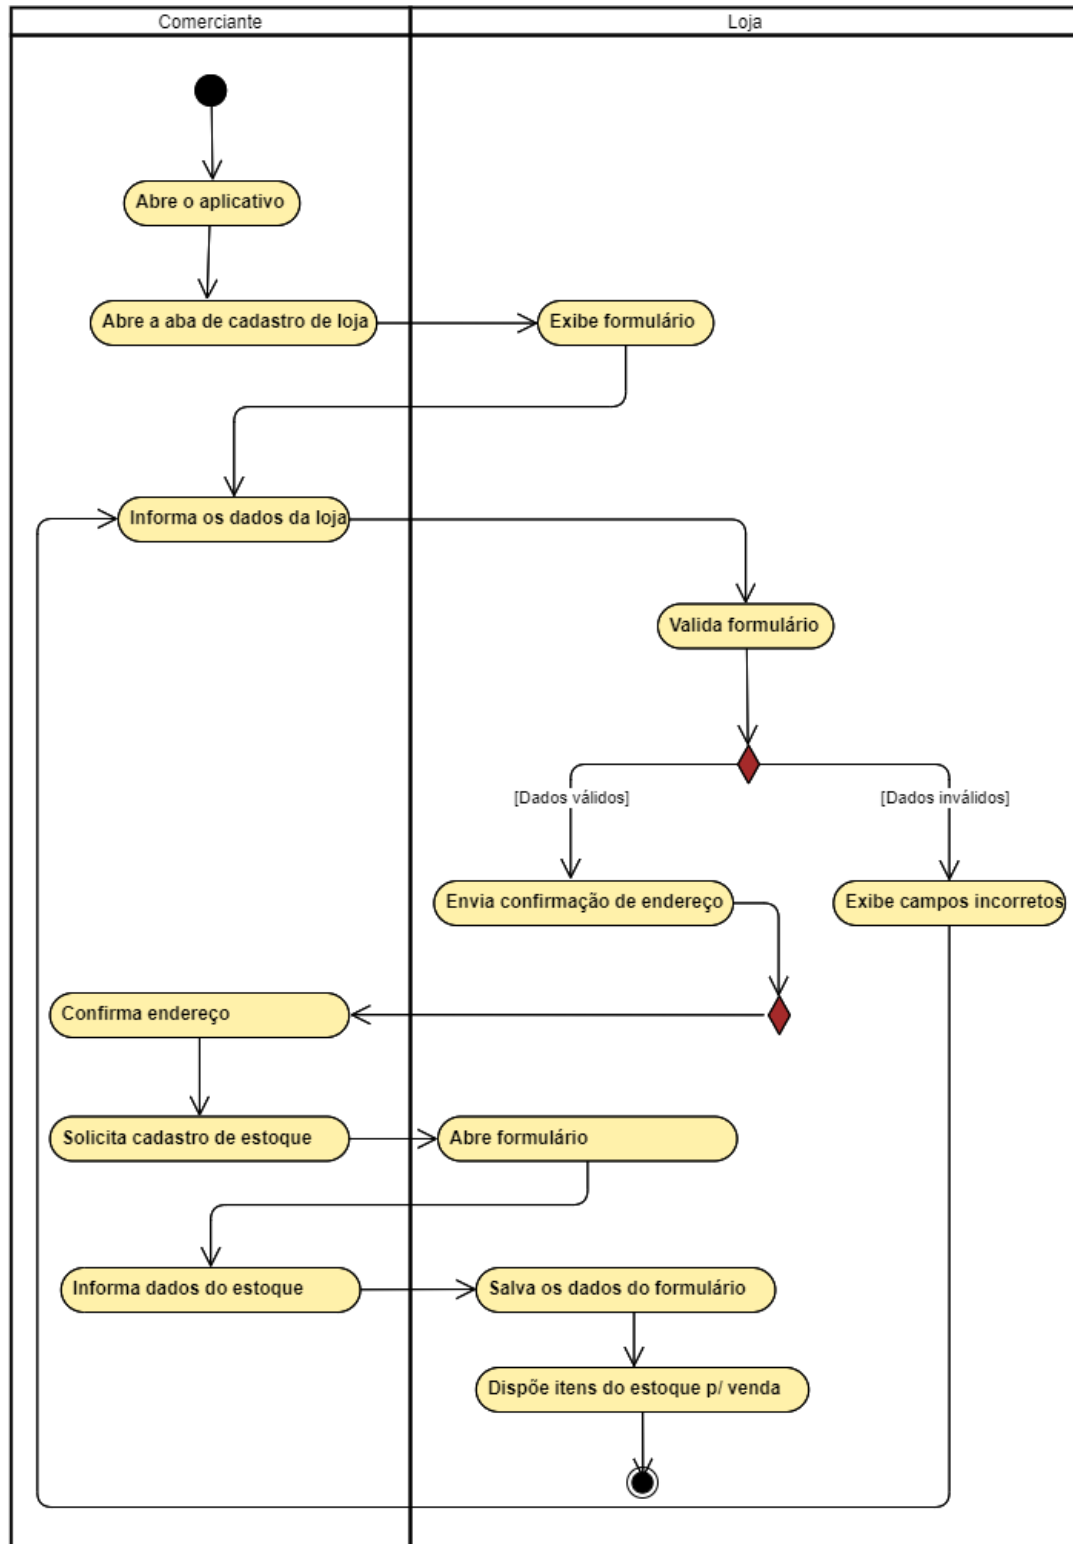 Comerciante
Loja
Abre o aplicativo
Abre a aba de cadastro de loja
Exibe formulário
Informa os dados da loja
Valida formulário
[Dados válidos]
[Dados inválidos]
Envia confirmação de endereço
Exibe campos incorretos
Confirma endereço
Solicita cadastro de estoque
Abre formulário
Informa dados do estoque
Salva os dados do formulário
Dispõe itens do estoque p/ venda